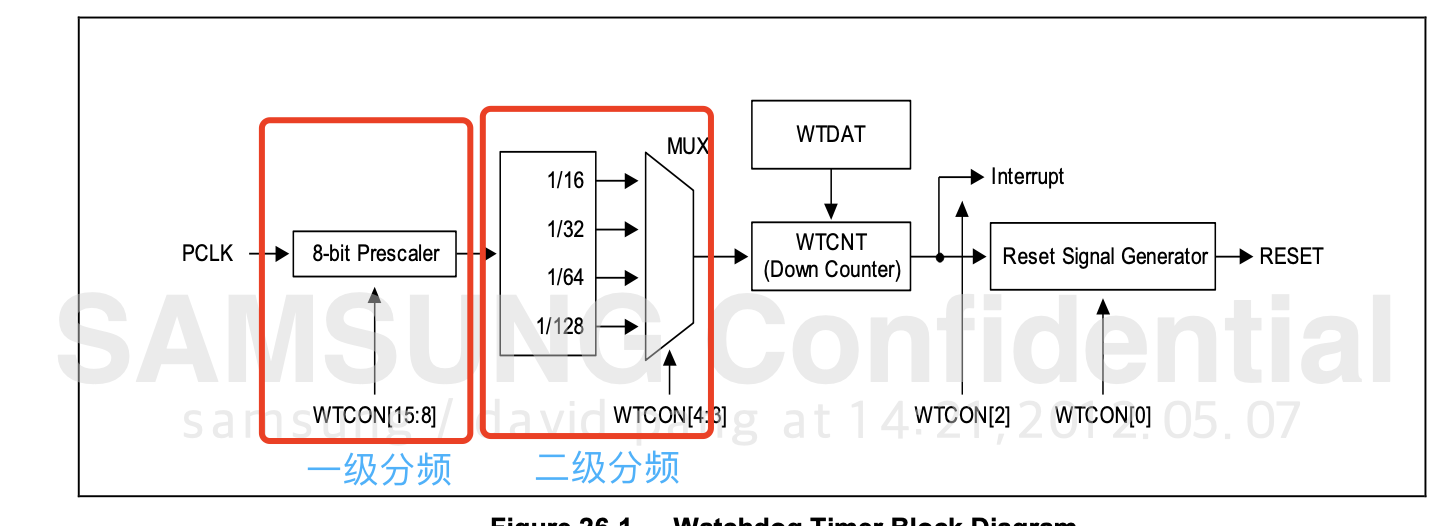 MUX
WTDAT
1/16
1/32
1/64
1/128
Interrupt
PCLK
8-bit Prescaler
WTCNT
(Down Counter)
Reset Signal Generator
RESET
SAMSUNG Confidential
WTCON[15:8]
WTCON[4:3]
WTCON[2]
WTCON[0]
samsung / david pang at 14:21, 2012.05.07
一级分频
二级分频
Figure 26-1 Watchdog Timer Block Diagram